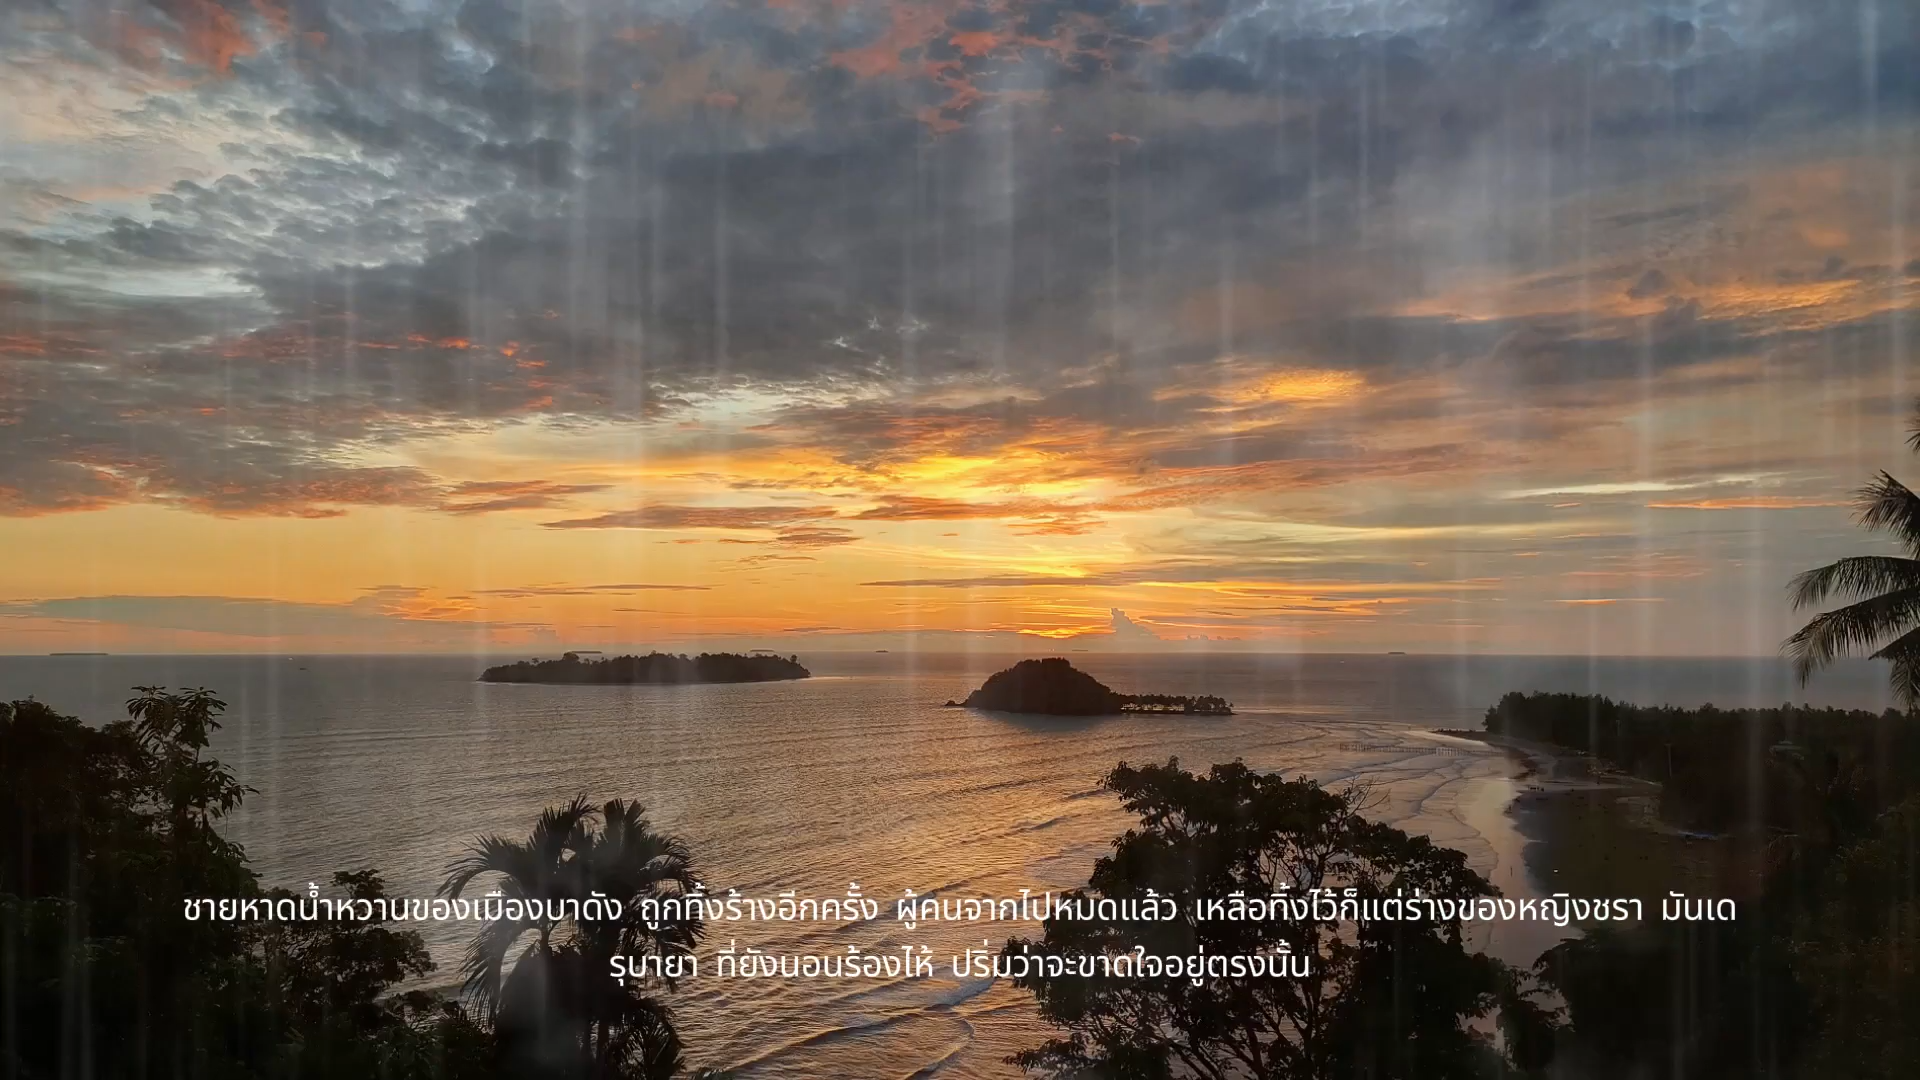 ชายหาดน้ำหวานของเมืองบาดัง ถูกทิ้งร้างอีกครั้ง ผู้คนจากไปหมดแล้ว เหลือทิ้งไว้ก็แต่ร่างของหญิงชรา มันเด
รุบายา ที่ยังนอนร้องไห้ ปริ่มว่าจะขาดใจอยู่ตรงนั้น